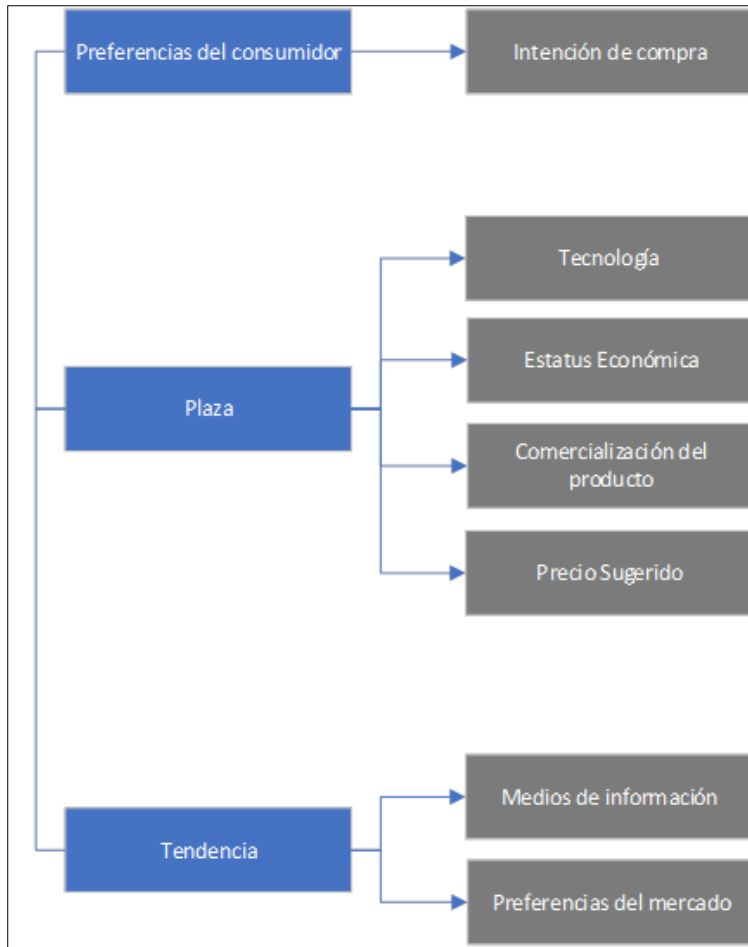 Preferencias del consumidor
Intención de compra
Tecnología
Estatus Económica
Plaza
Comercialización del
producto
Precio Sugerido
Medios de información
Tendencia
Preferencias del mercado